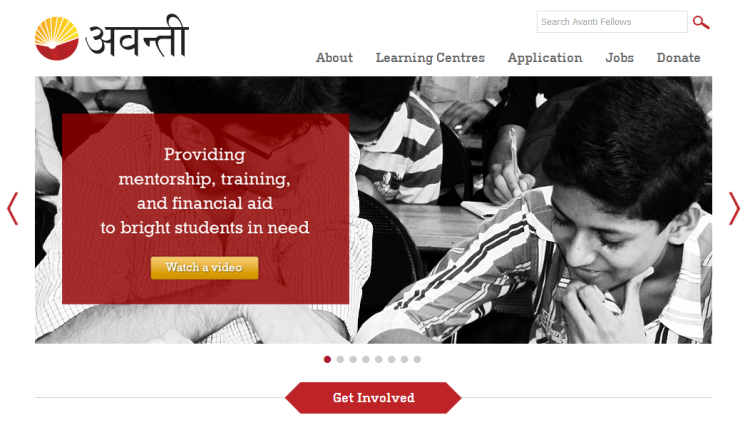 अवन्ती
Search Avanti Fellows
About Learning Centres Application Jobs Donate
Providing
mentorship, training,
and financial aid
to bright students in need
Watch a video
Get Involved